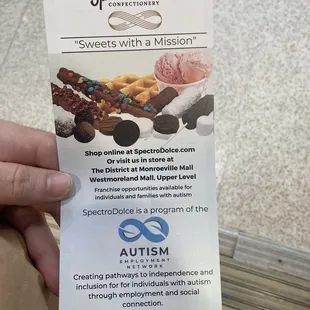 CONFECTIONERY
"Sweets with a Mission"
Shop online at SpectroDolce.com
Or visit us in store at
The District at Monroeville Mall
Westmoreland Mall, Upper Level
Franchise opportunities available for
individuals and families with autism
SpectroDolce is a program of the
AUTISM
EMPLOYMENT
NETWORK
Creating pathways to independence and
inclusion for for individuals with autism
through employment and social
connection.